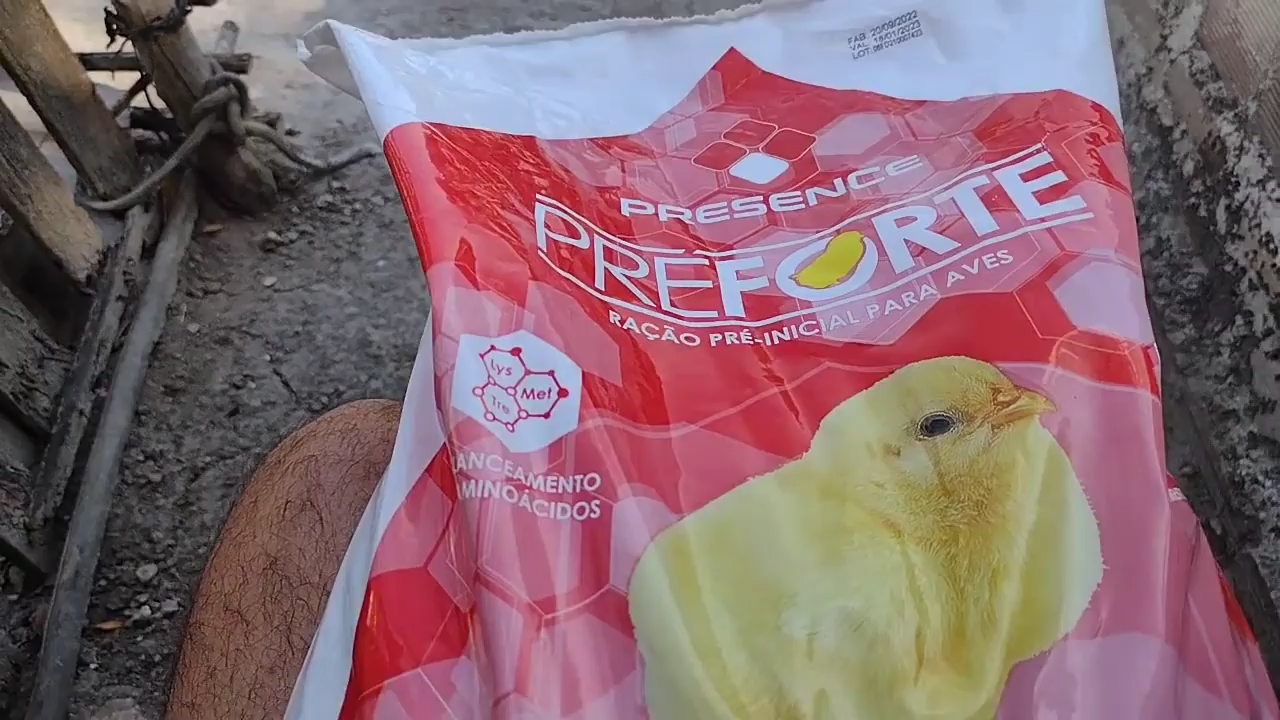 FAB 20/09/2022
VAL. 18/01/2023
PRESENCE
PRÉFORTE
RAÇÃO PRÉ-INICIAL PARA AVES
Lys
Met
Tre
ANCEAMENTO
MINOÁCIDOS